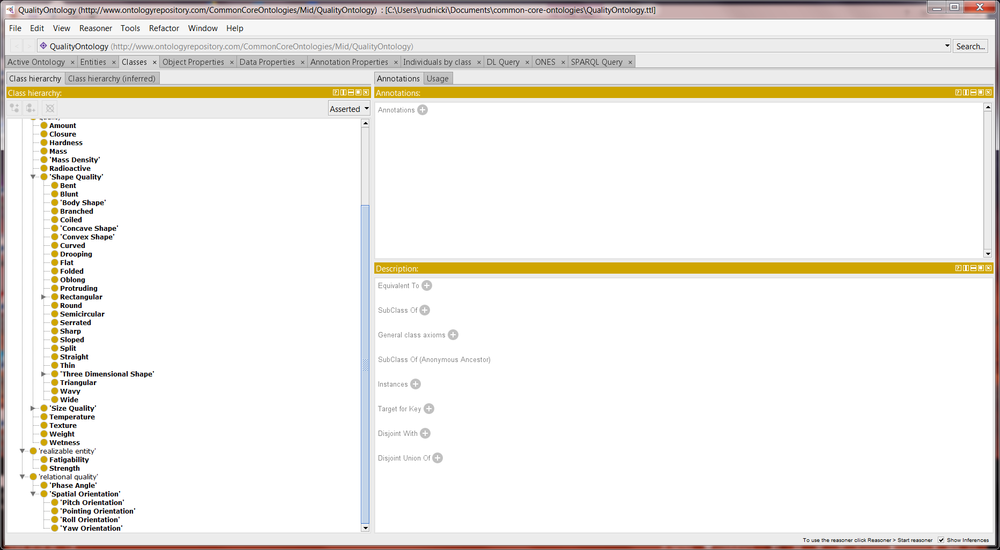 QualityOntology (http://www.ontologyrepository.com/CommonCoreOntologies/Mid/QualityOntology) : [C:\Users\rudnicki\Documents\common-core-ontologies\QualityOntology.ttl]
File Edit View Reasoner Tools Refactor Window Help
QualityOntology (http://www.ontologyrepository.com/CommonCoreOntologies/Mid/QualityOntology) Search...
Active Ontology × Entities × Classes × Object Properties × Data Properties × Annotation Properties × Individuals by class × DL Query × ONES × SPARQL Query ×
Class hierarchy Class hierarchy (inferred)
Class hierarchy:
Asserted
Amount
Closure
Hardness
Mass
'Mass Density'
Radioactive
'Shape Quality'
Bent
Blunt
'Body Shape'
Branched
Coiled
'Concave Shape'
'Convex Shape'
Curved
Drooping
Flat
Folded
Oblong
Protruding
Rectangular
Round
Semicircular
Serrated
Sharp
Sloped
Split
Straight
Thin
'Three Dimensional Shape'
Triangular
Wavy
Wide
'Size Quality'
Temperature
Texture
Weight
Wetness
'realizable entity'
Fatigability
Strength
'relational quality'
'Phase Angle'
'Spatial Orientation'
'Pitch Orientation'
'Pointing Orientation'
'Roll Orientation'
'Yaw Orientation'
Annotations Usage
Annotations:
Annotations
Description:
Equivalent To
SubClass Of
General class axioms
SubClass Of (Anonymous Ancestor)
Instances
Target for Key
Disjoint With
Disjoint Union Of
To use the reasoner click Reasoner > Start reasoner Show Inferences